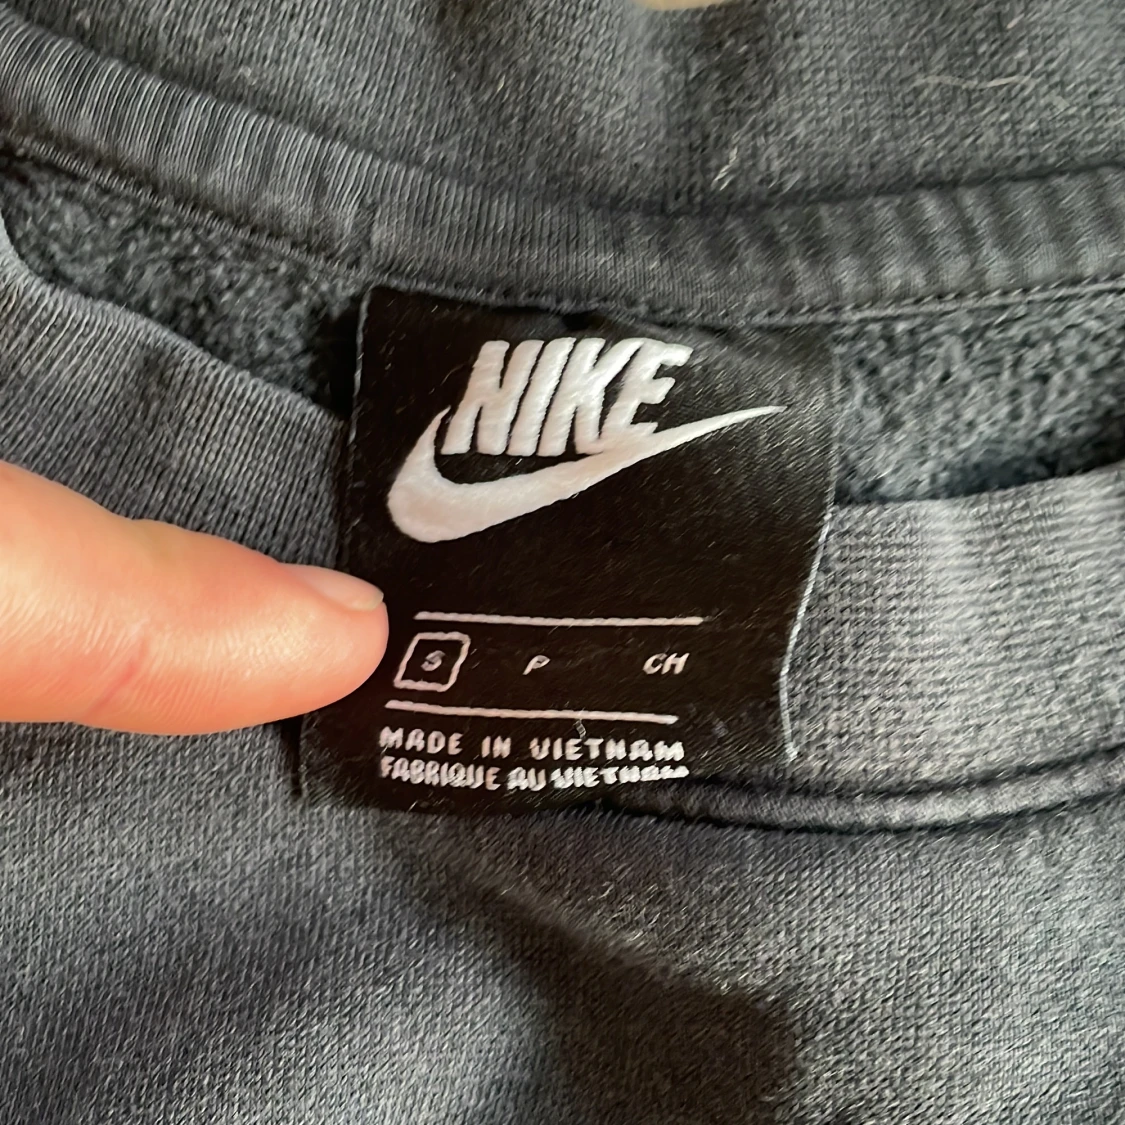 NIKE
S P CH
MADE IN VIETNAM
FABRIQUE AU VIETNAM